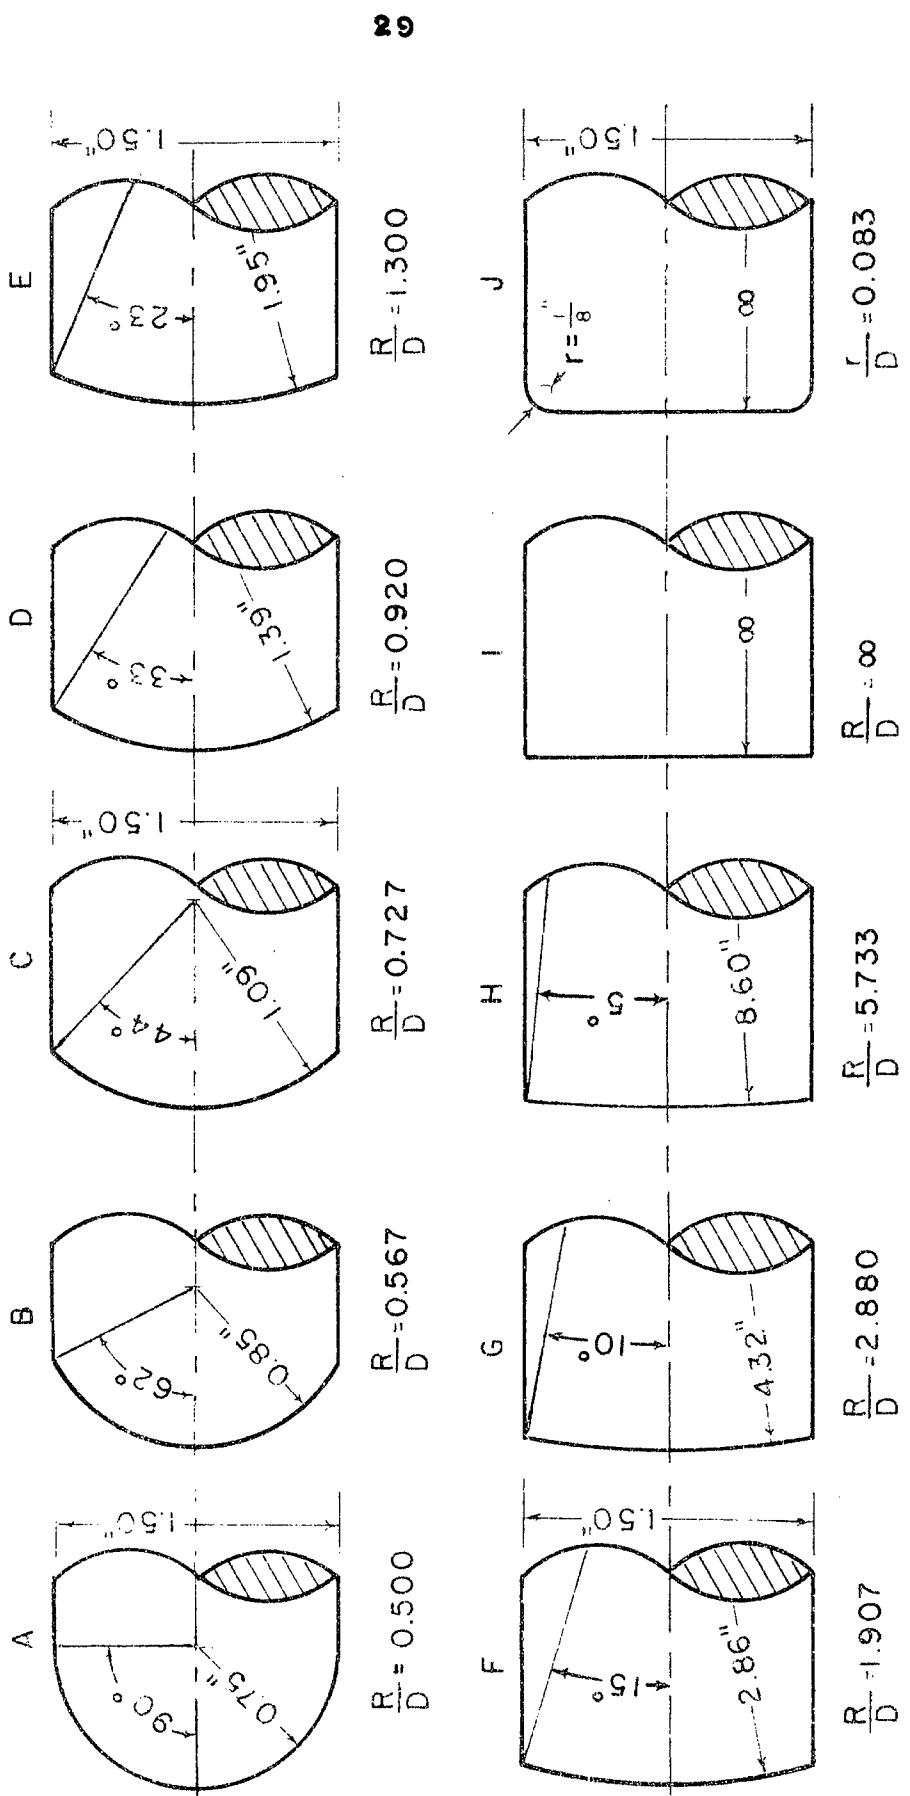 29
A
1.50"
90°
0.75"
R/D = 0.500
B
62°
0.85"
R/D = 0.567
C
1.50"
44°
1.09"
R/D = 0.727
D
33°
1.39"
R/D = 0.920
E
1.50"
23°
1.95"
R/D = 1.300
F
1.50"
15°
2.86"
R/D = 1.907
G
10°
4.32"
R/D = 2.880
H
5°
8.60"
R/D = 5.733
I
∞
R/D = ∞
J
1.50"
r = 1/8"
∞
r/D = 0.083